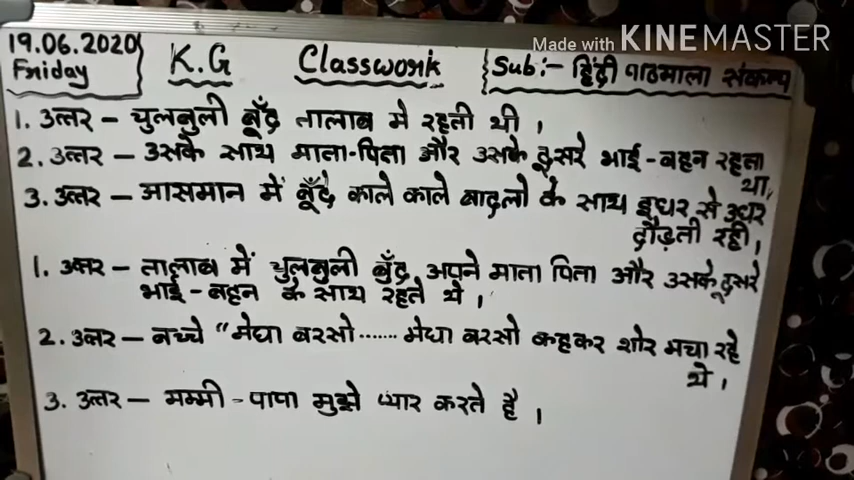 Made with KINEMASTER
19.06.2020 K.G Classwork Sub:- हिंदी पाठमाला संकल्प
Friday
1. उत्तर – चुलबुली बूँद तालाब मे रहती थी ।
2. उत्तर – उसके साथ माता-पिता और उसके दूसरे भाई-बहन रहता
था,
3. उत्तर – आसमान में बूँदे काले काले बादलो के साथ इधर से उधर
दौड़ती रही ।
1. उत्तर – तालाब में चुलबुली बुँद अपने माता पिता और उसके दूसरे
भाई-बहन के साथ रहते थे ।
2. उत्तर – बच्चे "मेघा बरसो...... मेघा बरसो कहकर शोर मचा रहे
थे ।
3. उत्तर – मम्मी-पापा मुझे प्यार करते है ।